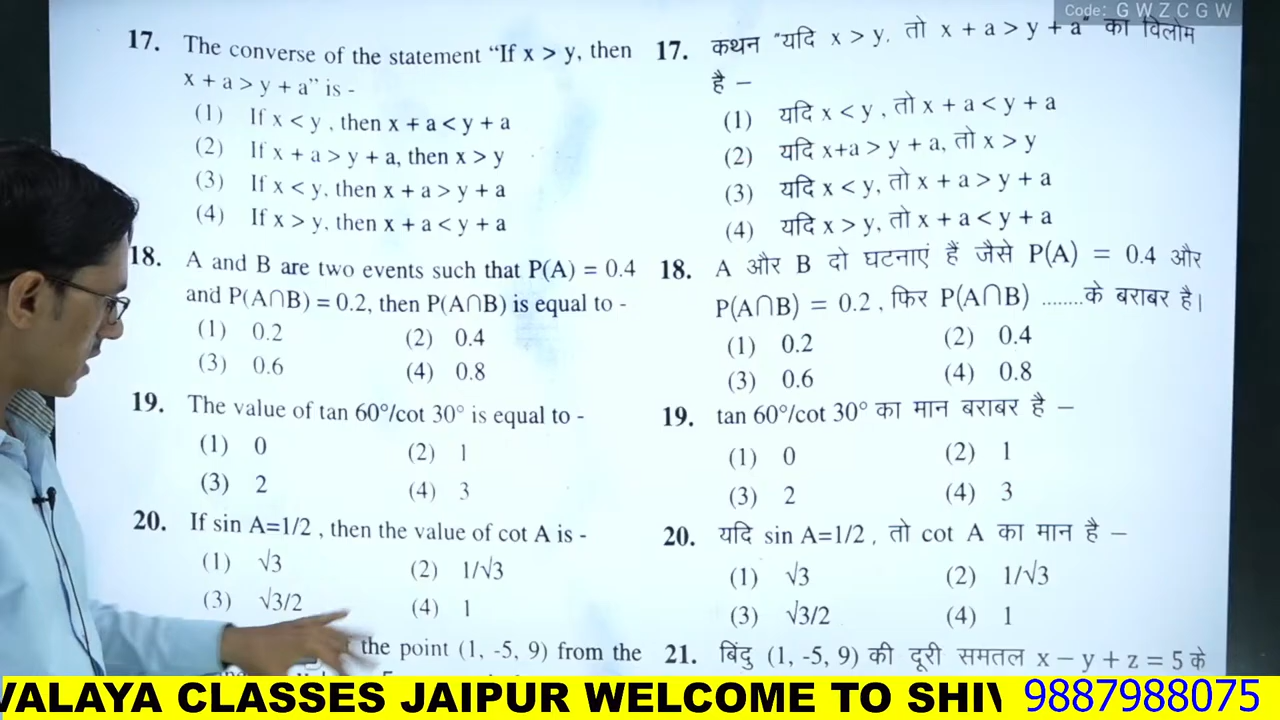 Code: G W Z C G W
17. The converse of the statement “If x > y, then
x + a > y + a” is -
(1) If x < y , then x + a < y + a
(2) If x + a > y + a, then x > y
(3) If x < y, then x + a > y + a
(4) If x > y, then x + a < y + a
18. A and B are two events such that P(A) = 0.4
and P(A∩B) = 0.2, then P(A∩B) is equal to -
(1) 0.2 (2) 0.4
(3) 0.6 (4) 0.8
19. The value of tan 60°/cot 30° is equal to -
(1) 0 (2) 1
(3) 2 (4) 3
20. If sin A=1/2 , then the value of cot A is -
(1) √3 (2) 1/√3
(3) √3/2 (4) 1
the point (1, -5, 9) from the
17. कथन "यदि x > y, तो x + a > y + a" का विलोम
है –
(1) यदि x < y , तो x + a < y + a
(2) यदि x+a > y + a, तो x > y
(3) यदि x < y, तो x + a > y + a
(4) यदि x > y, तो x + a < y + a
18. A और B दो घटनाएं हैं जैसे P(A) = 0.4 और
P(A∩B) = 0.2 , फिर P(A∩B) ........के बराबर है।
(1) 0.2 (2) 0.4
(3) 0.6 (4) 0.8
19. tan 60°/cot 30° का मान बराबर है –
(1) 0 (2) 1
(3) 2 (4) 3
20. यदि sin A=1/2 , तो cot A का मान है –
(1) √3 (2) 1/√3
(3) √3/2 (4) 1
21. बिंदु (1, -5, 9) की दूरी समतल x – y + z = 5 के
VALAYA CLASSES JAIPUR WELCOME TO SHIV 9887988075